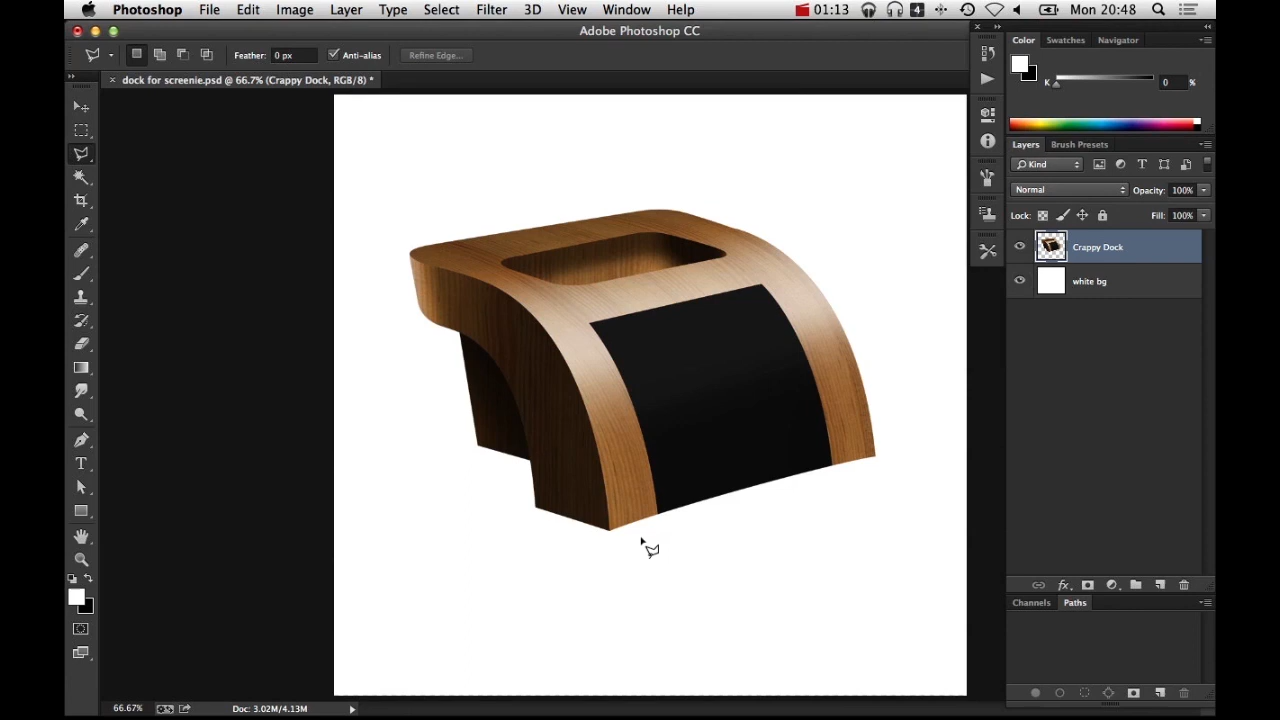 Photoshop File Edit Image Layer Type Select Filter 3D View Window Help 01:13 4 Mon 20:48
Adobe Photoshop CC
Feather: 0 px Anti-alias Refine Edge...
dock for screenie.psd @ 66.7% (Crappy Dock, RGB/8) *
Color Swatches Navigator
K 0 %
Layers Brush Presets
Kind
Normal Opacity: 100%
Lock: Fill: 100%
Crappy Dock
white bg
Channels Paths
66.67% Doc: 3.02M/4.13M